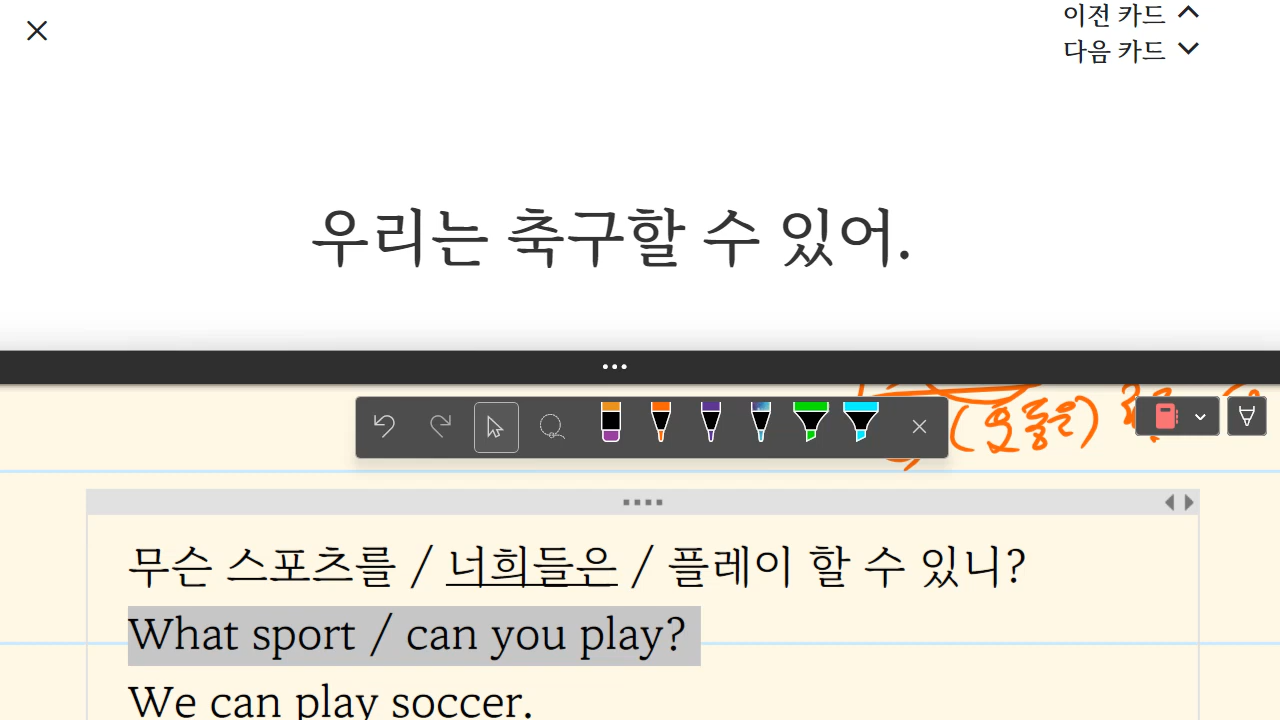 이전 카드
다음 카드
우리는 축구할 수 있어.
무슨 스포츠를 / 너희들은 / 플레이 할 수 있니?
What sport / can you play?
We can play soccer.